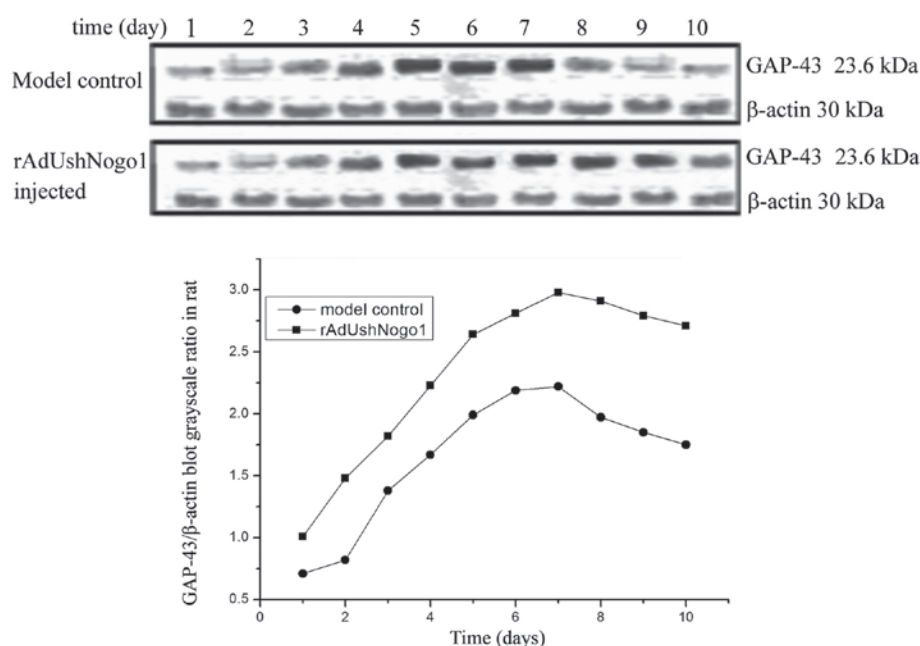 time (day) 1 2 3 4 5 6 7 8 9 10
Model control
GAP-43 23.6 kDa
β-actin 30 kDa
rAdUshNogo1
injected
GAP-43 23.6 kDa
β-actin 30 kDa
GAP-43/β-actin blot grayscale ratio in rat
3.0
2.5
2.0
1.5
1.0
0.5
model control
rAdUshNogo1
0 2 4 6 8 10
Time (days)